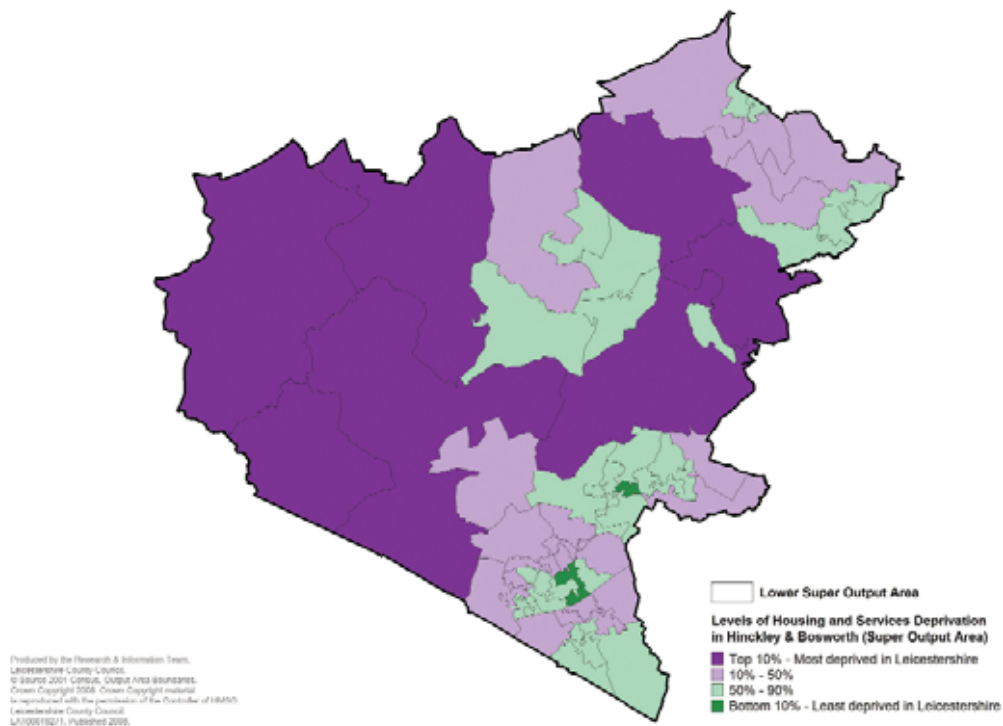 Lower Super Output Area
Levels of Housing and Services Deprivation
in Hinckley & Bosworth (Super Output Area)
Top 10% - Most deprived in Leicestershire
10% - 50%
50% - 90%
Bottom 10% - Least deprived in Leicestershire
Produced by the Research & Information Team,
Leicestershire County Council.
© Source 2001 Census, Output Area Boundaries.
Crown Copyright 2008. Crown Copyright material
is reproduced with the permission of the Controller of HMSO.
Leicestershire County Council
Published 2008.